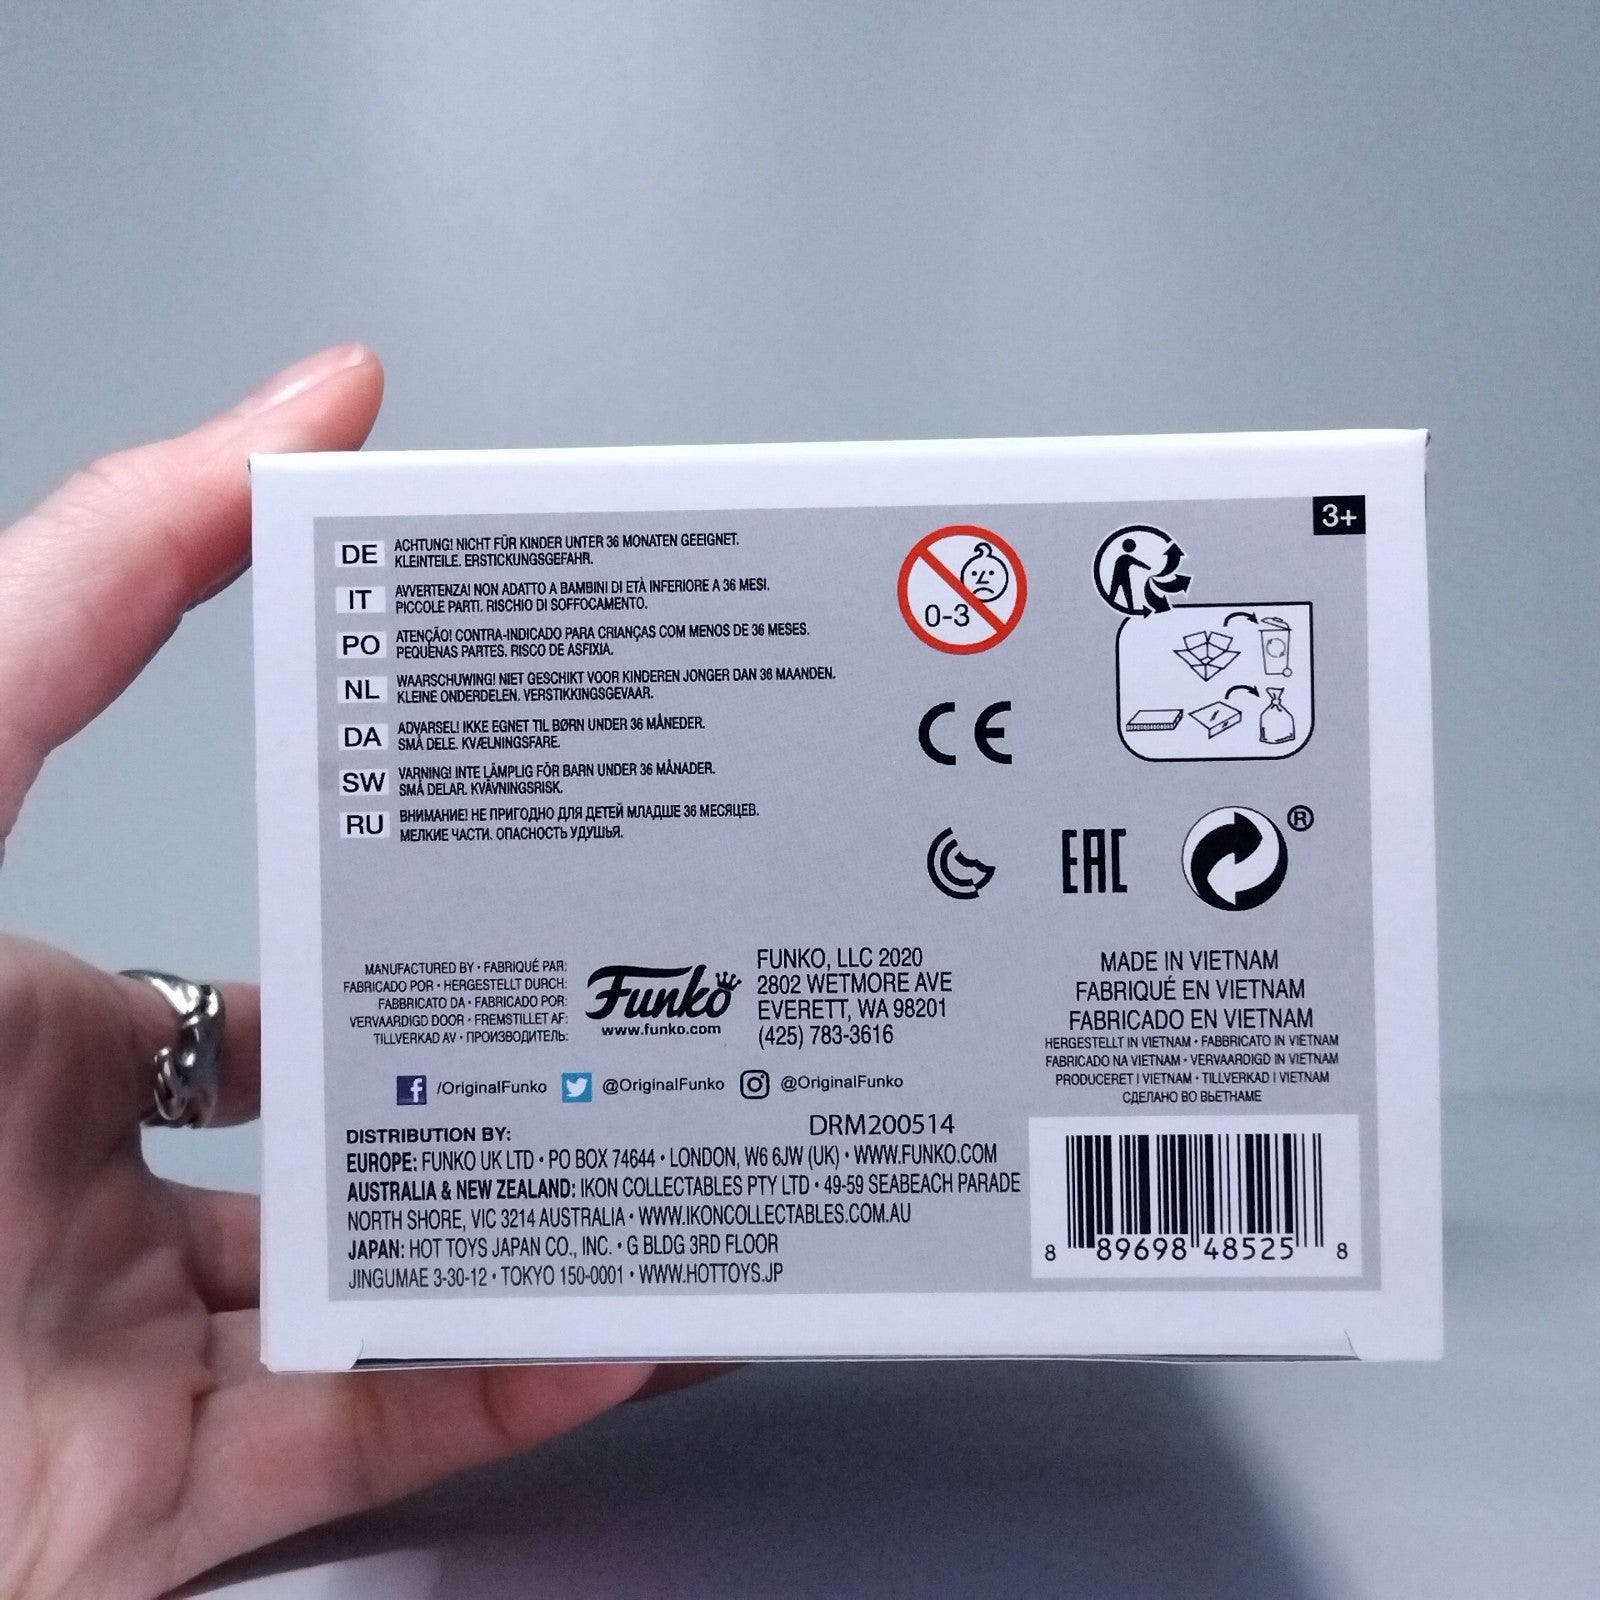 3+
DE ACHTUNG! NICHT FÜR KINDER UNTER 36 MONATEN GEEIGNET.
KLEINTEILE. ERSTICKUNGSGEFAHR.
IT AVVERTENZA! NON ADATTO A BAMBINI DI ETÀ INFERIORE A 36 MESI.
PICCOLE PARTI. RISCHIO DI SOFFOCAMENTO.
PO ATENÇÃO! CONTRA-INDICADO PARA CRIANÇAS COM MENOS DE 36 MESES.
PEQUENAS PARTES. RISCO DE ASFIXIA.
NL WAARSCHUWING! NIET GESCHIKT VOOR KINDEREN JONGER DAN 36 MAANDEN.
KLEINE ONDERDELEN. VERSTIKKINGSGEVAAR.
DA ADVARSEL! IKKE EGNET TIL BØRN UNDER 36 MÅNEDER.
SMÅ DELE. KVÆLNINGSFARE.
SW VARNING! INTE LÄMPLIG FÖR BARN UNDER 36 MÅNADER.
SMÅ DELAR. KVÄVNINGSRISK.
RU ВНИМАНИЕ! НЕ ПРИГОДНО ДЛЯ ДЕТЕЙ МЛАДШЕ 36 МЕСЯЦЕВ.
МЕЛКИЕ ЧАСТИ. ОПАСНОСТЬ УДУШЬЯ.
0-3
CE
EAC
®
MANUFACTURED BY • FABRIQUÉ PAR:
FABRICADO POR • HERGESTELLT DURCH:
FABBRICATO DA • FABRICADO POR:
VERVAARDIGD DOOR • FREMSTILLET AF:
TILLVERKAD AV • ПРОИЗВОДИТЕЛЬ:
Funko
www.funko.com
FUNKO, LLC 2020
2802 WETMORE AVE
EVERETT, WA 98201
(425) 783-3616
MADE IN VIETNAM
FABRIQUÉ EN VIETNAM
FABRICADO EN VIETNAM
HERGESTELLT IN VIETNAM • FABBRICATO IN VIETNAM
FABRICADO NA VIETNAM • VERVAARDIGD IN VIETNAM
PRODUCERET I VIETNAM • TILLVERKAD I VIETNAM
СДЕЛАНО ВО ВЬЕТНАМЕ
f /OriginalFunko @OriginalFunko @OriginalFunko
DRM200514
DISTRIBUTION BY:
EUROPE: FUNKO UK LTD • PO BOX 74644 • LONDON, W6 6JW (UK) • WWW.FUNKO.COM
AUSTRALIA & NEW ZEALAND: IKON COLLECTABLES PTY LTD • 49-59 SEABEACH PARADE
NORTH SHORE, VIC 3214 AUSTRALIA • WWW.IKONCOLLECTABLES.COM.AU
JAPAN: HOT TOYS JAPAN CO., INC. • G BLDG 3RD FLOOR
JINGUMAE 3-30-12 • TOKYO 150-0001 • WWW.HOTTOYS.JP
8 89698 48525 8